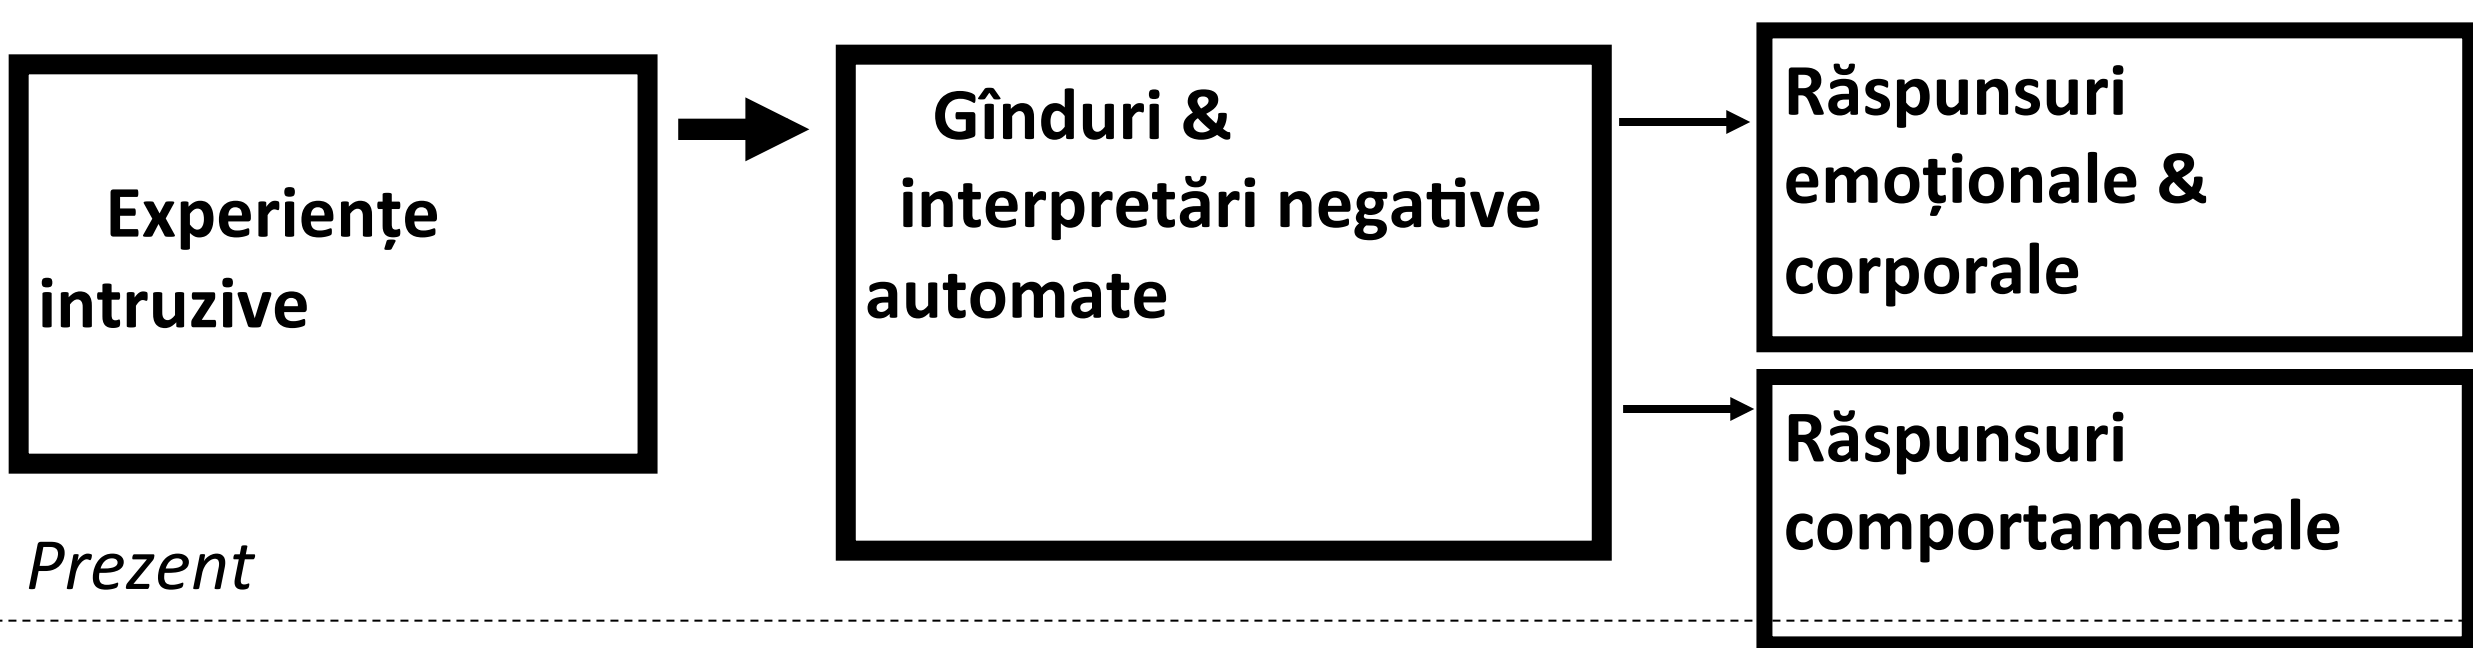 Experiențe
intruzive
Gînduri &
interpretări negative
automate
Răspunsuri
emoționale &
corporale
Răspunsuri
comportamentale
Prezent